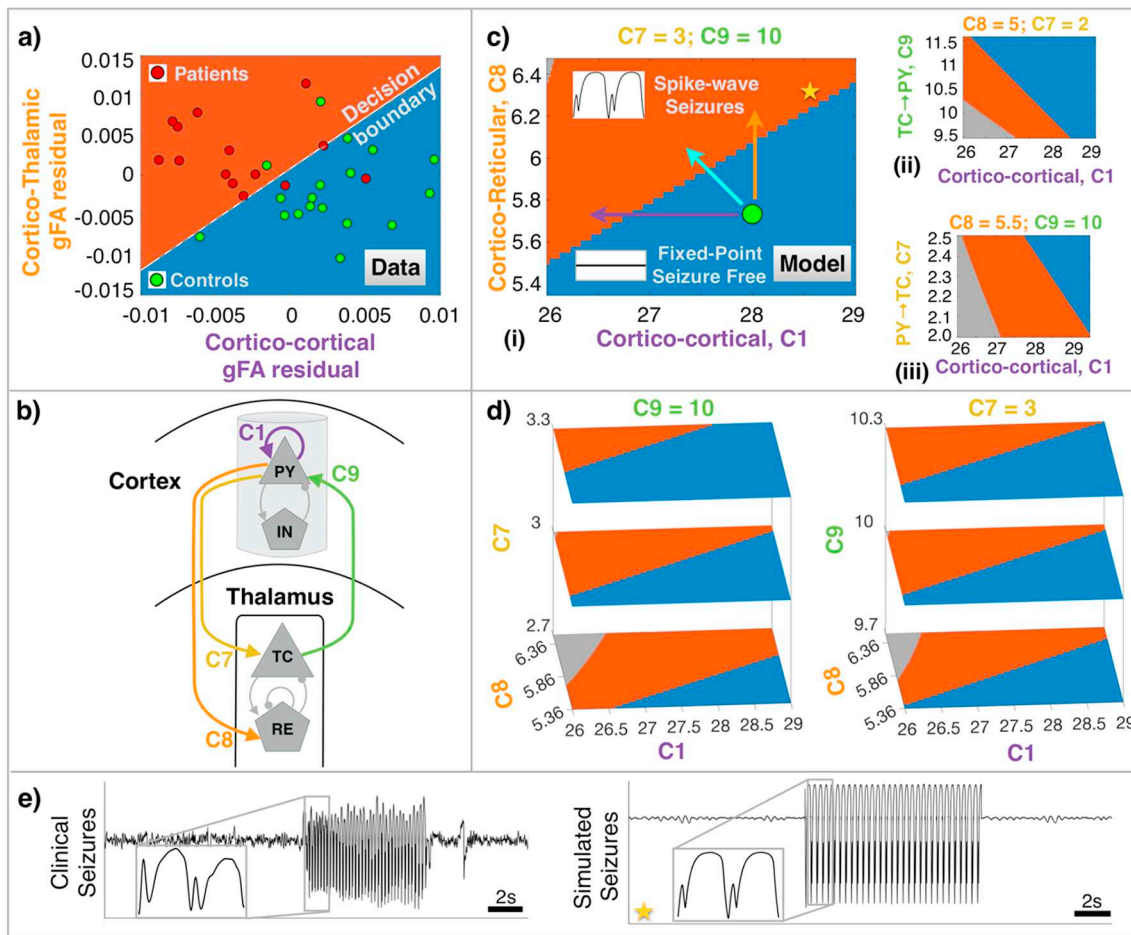 a)
0.015
0.01
0.005
0
-0.005
-0.01
-0.015
Cortico-Thalamic
gFA residual
Patients
Decision
boundary
Controls
Data
-0.01
-0.005
0
0.005
0.01
Cortico-cortical
gFA residual
c)
C7 = 3; C9 = 10
Cortico-Reticular, C8
6.4
6.2
6
5.8
5.6
5.4
Spike-wave
Seizures
Fixed-Point
Seizure Free
Model
26
27
28
29
(i)
Cortico-cortical, C1
C8 = 5; C7 = 2
TC→PY, C9
11.5
11
10.5
10
9.5
26
27
28
29
(ii)
Cortico-cortical, C1
C8 = 5.5; C9 = 10
PY→TC, C7
2.5
2.4
2.3
2.2
2.1
2.0
26
27
28
29
Cortico-cortical, C1
(iii)
b)
C1
PY
C9
Cortex
IN
Thalamus
C7
TC
C8
RE
d)
C9 = 10
3.3
C7
3
2.7
6.36
5.86
5.36
C8
26
26.5
27
27.5
28
28.5
29
C1
C7 = 3
10.3
C9
10
9.7
6.36
5.86
5.36
C8
26
26.5
27
27.5
28
28.5
29
C1
e)
Clinical
Seizures
2s
Simulated
Seizures
2s